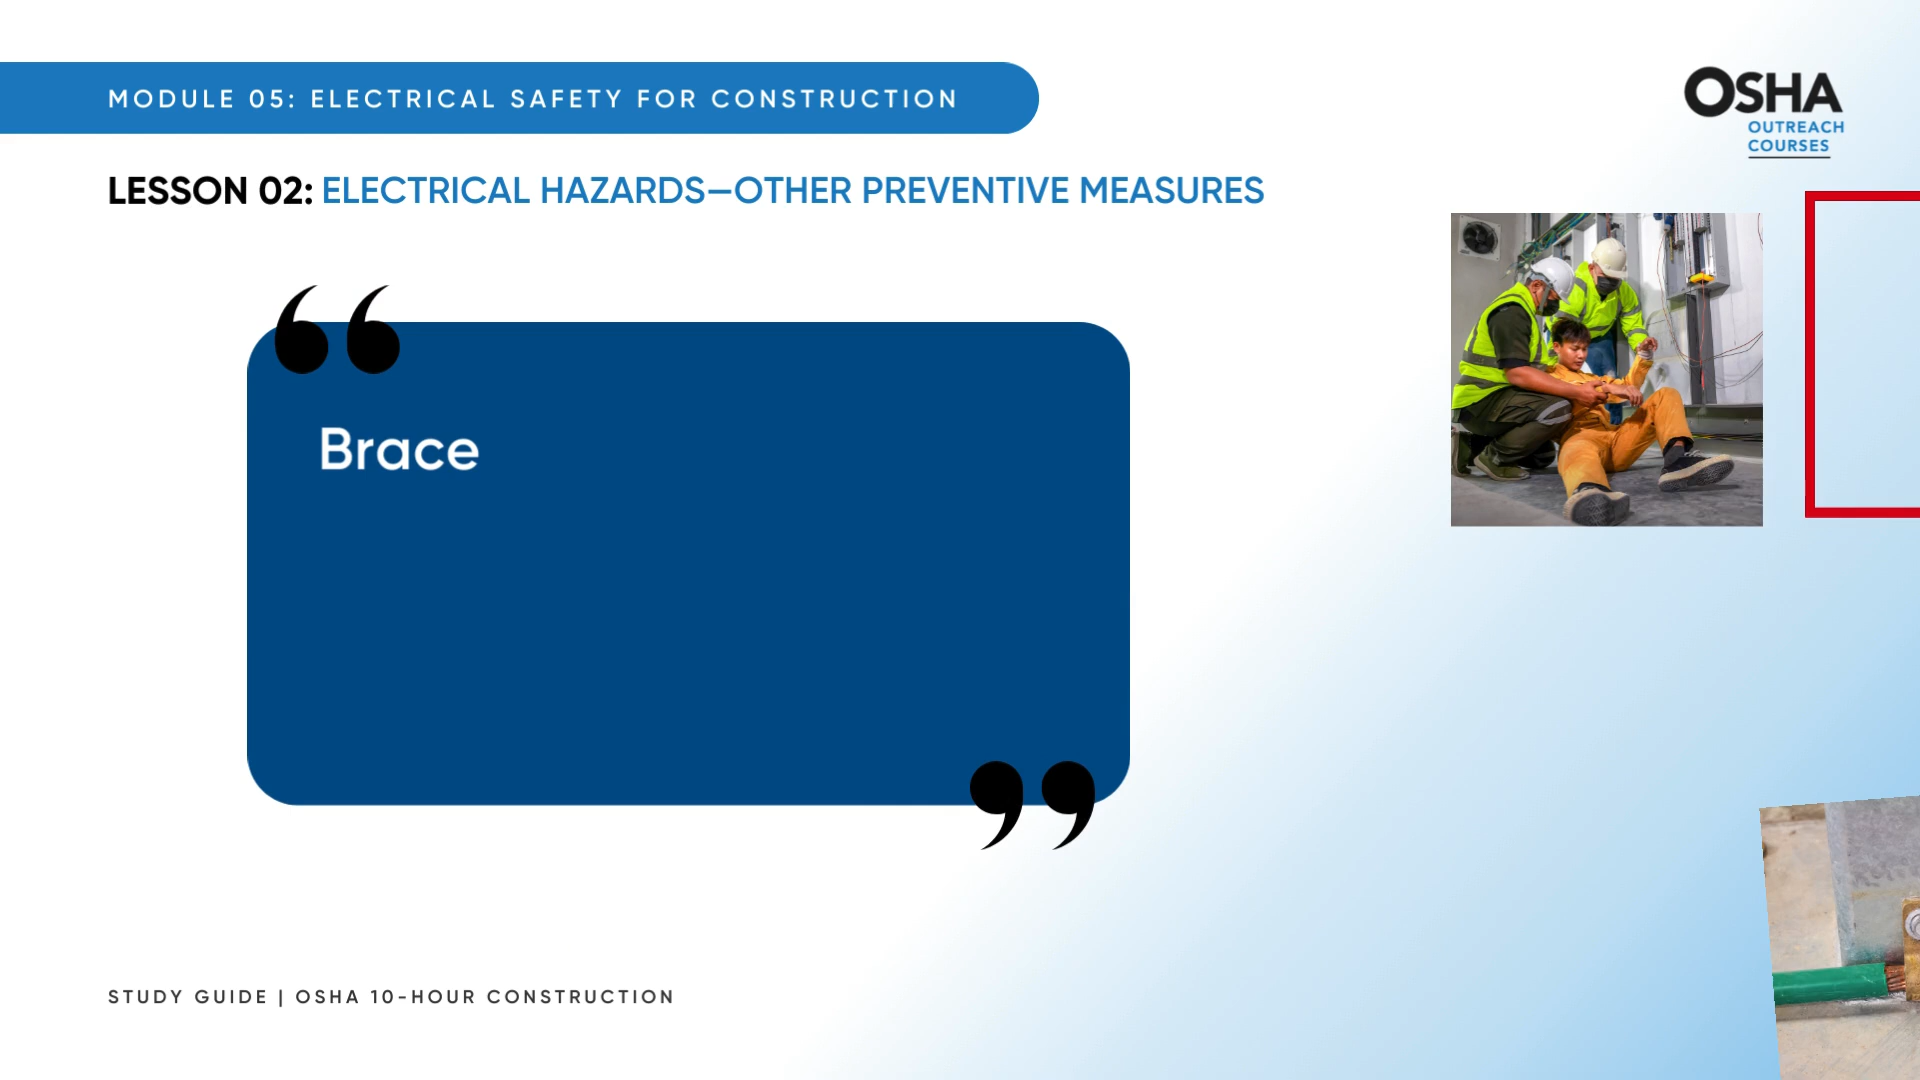 MODULE 05: ELECTRICAL SAFETY FOR CONSTRUCTION
OSHA
OUTREACH
COURSES
LESSON 02: ELECTRICAL HAZARDS—OTHER PREVENTIVE MEASURES
“
Brace
”
STUDY GUIDE | OSHA 10-HOUR CONSTRUCTION